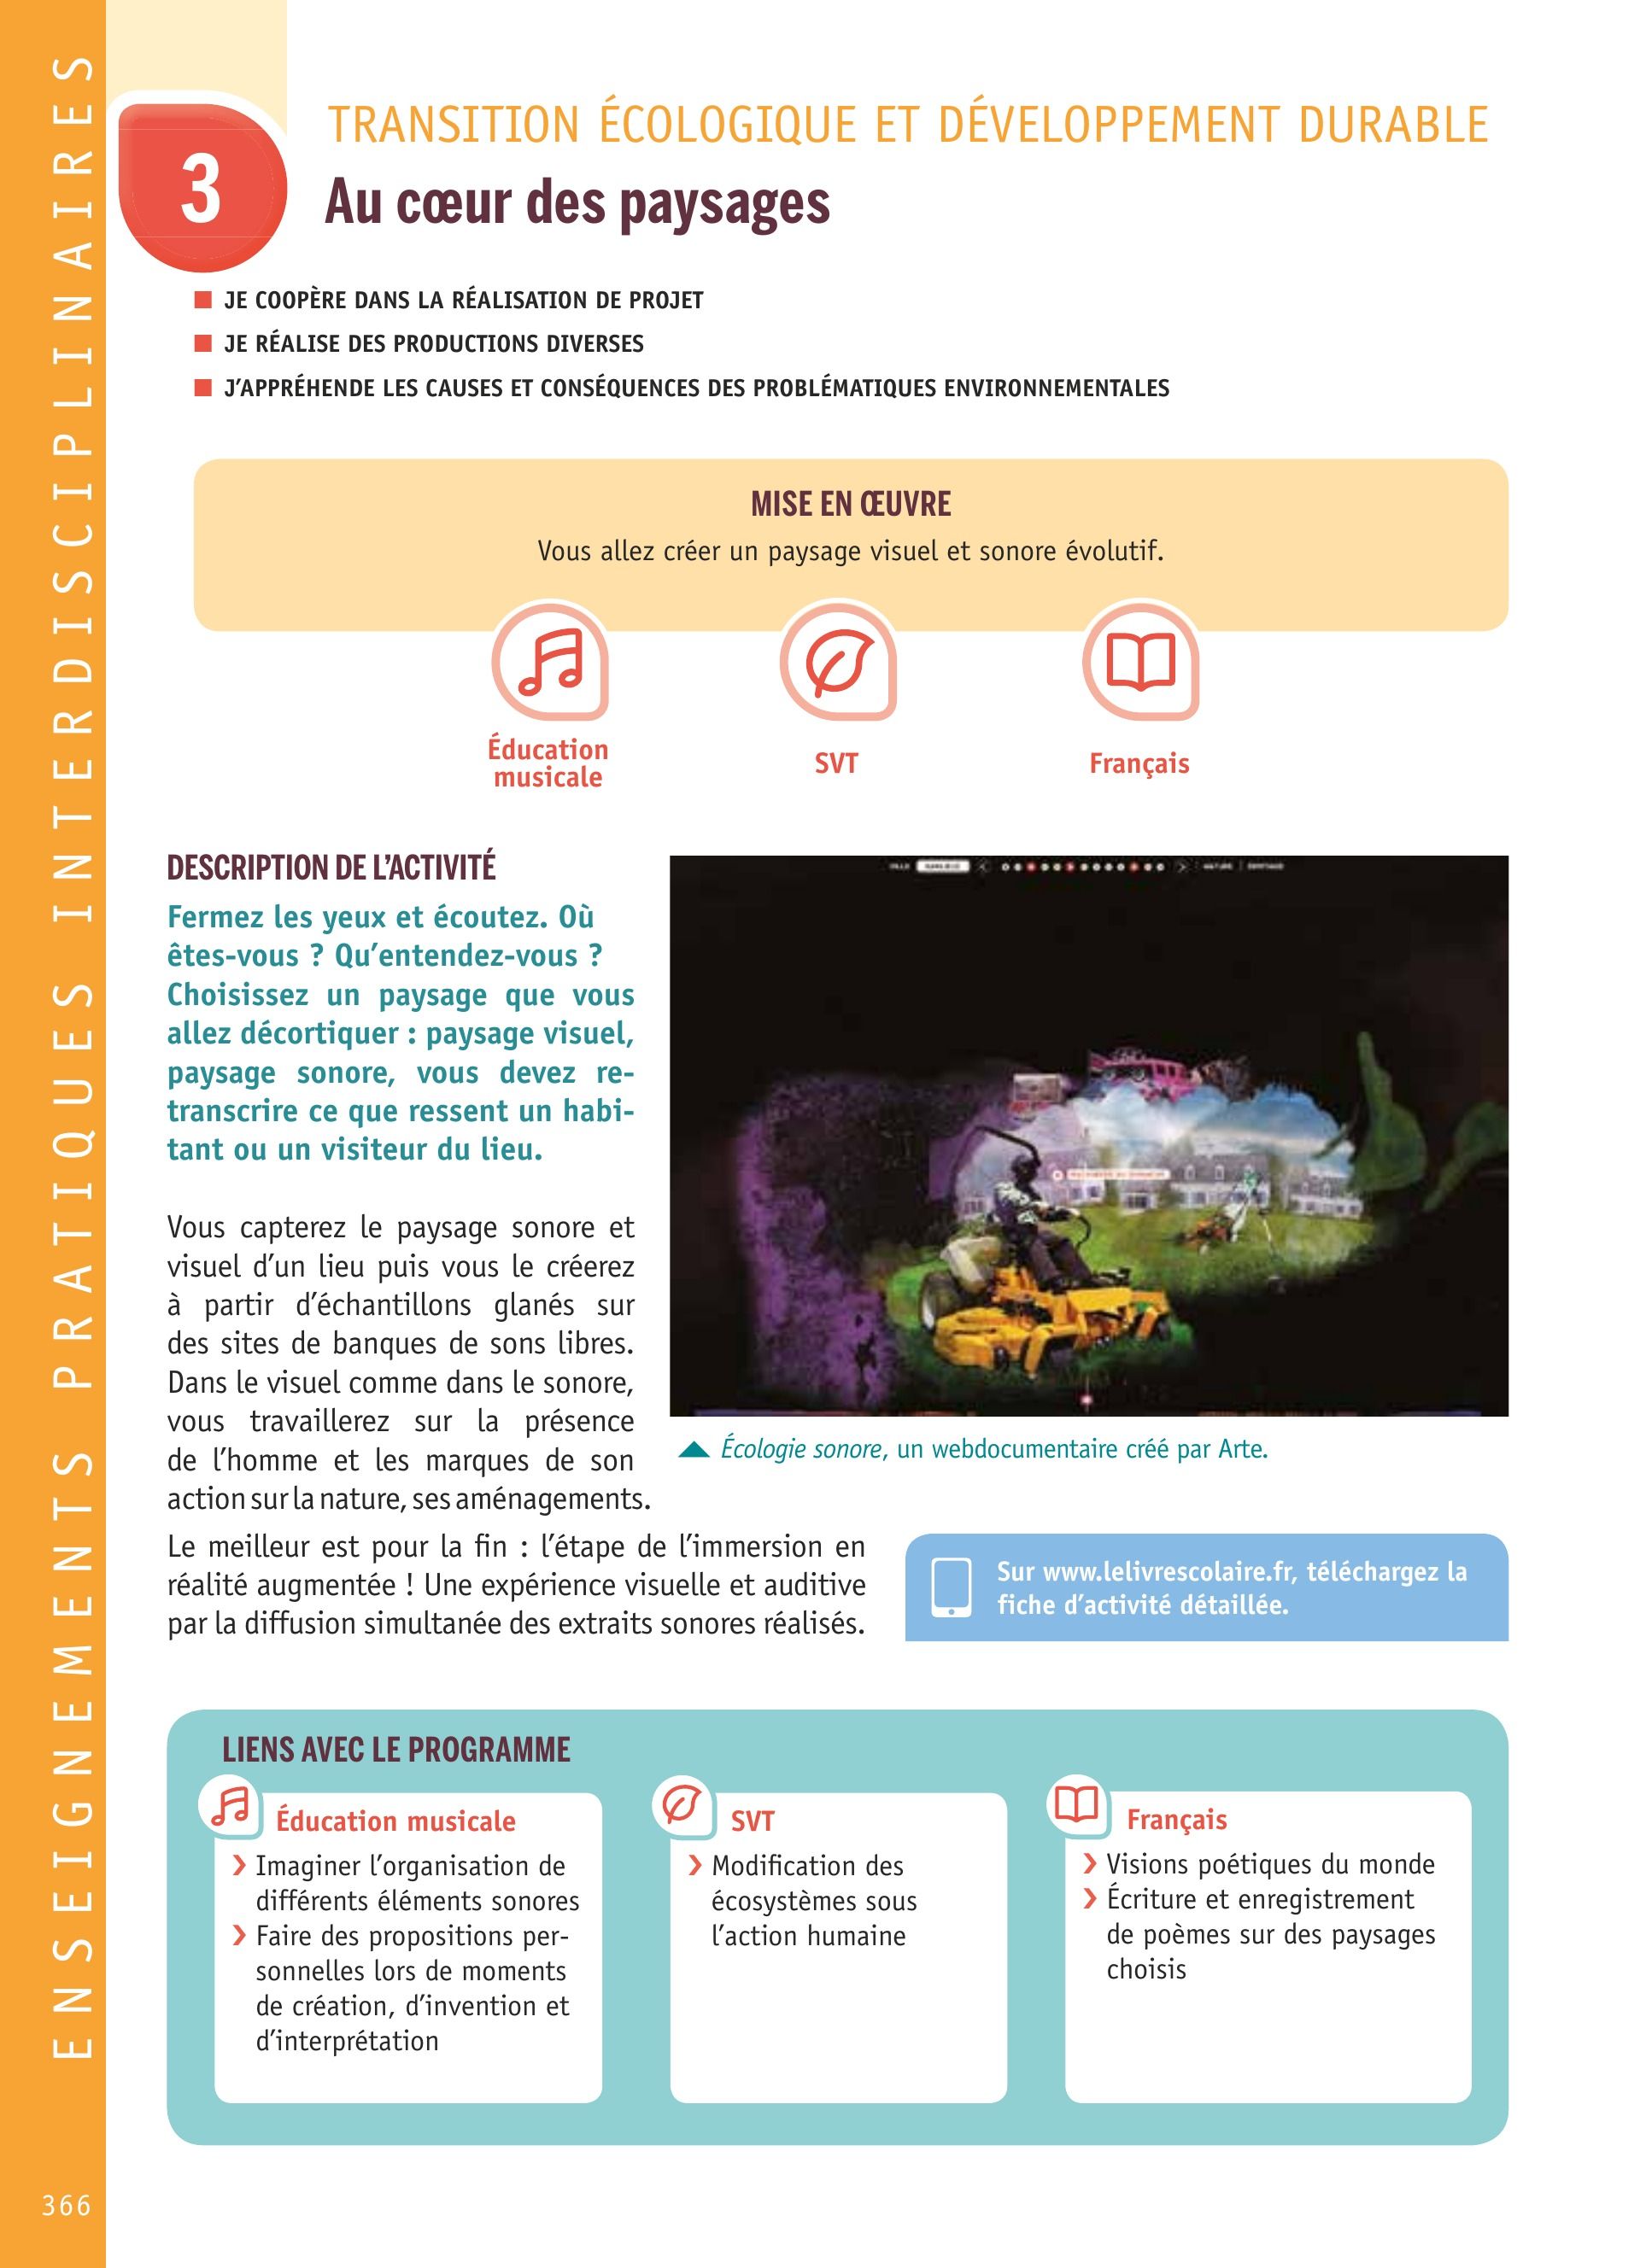 ENSEIGNEMENTS PRATIQUES INTERDISCIPLINAIRES
3
TRANSITION ÉCOLOGIQUE ET DÉVELOPPEMENT DURABLE
Au cœur des paysages
JE COOPÈRE DANS LA RÉALISATION DE PROJET
JE RÉALISE DES PRODUCTIONS DIVERSES
J'APPRÉHENDE LES CAUSES ET CONSÉQUENCES DES PROBLÉMATIQUES ENVIRONNEMENTALES
MISE EN ŒUVRE
Vous allez créer un paysage visuel et sonore évolutif.
Éducation
musicale
SVT
Français
DESCRIPTION DE L'ACTIVITÉ
Fermez les yeux et écoutez. Où
êtes-vous ? Qu'entendez-vous ?
Choisissez un paysage que vous
allez décortiquer : paysage visuel,
paysage sonore, vous devez re-
transcrire ce que ressent un habi-
tant ou un visiteur du lieu.
Vous capterez le paysage sonore et
visuel d'un lieu puis vous le créerez
à partir d'échantillons glanés sur
des sites de banques de sons libres.
Dans le visuel comme dans le sonore,
vous travaillerez sur la présence
de l'homme et les marques de son
action sur la nature, ses aménagements.
Le meilleur est pour la fin : l'étape de l'immersion en
réalité augmentée ! Une expérience visuelle et auditive
par la diffusion simultanée des extraits sonores réalisés.
Écologie sonore, un webdocumentaire créé par Arte.
Sur www.lelivrescolaire.fr, téléchargez la
fiche d'activité détaillée.
LIENS AVEC LE PROGRAMME
Éducation musicale
Imaginer l'organisation de
différents éléments sonores
Faire des propositions per-
sonnelles lors de moments
de création, d'invention et
d'interprétation
SVT
Modification des
écosystèmes sous
l'action humaine
Français
Visions poétiques du monde
Écriture et enregistrement
de poèmes sur des paysages
choisis
366